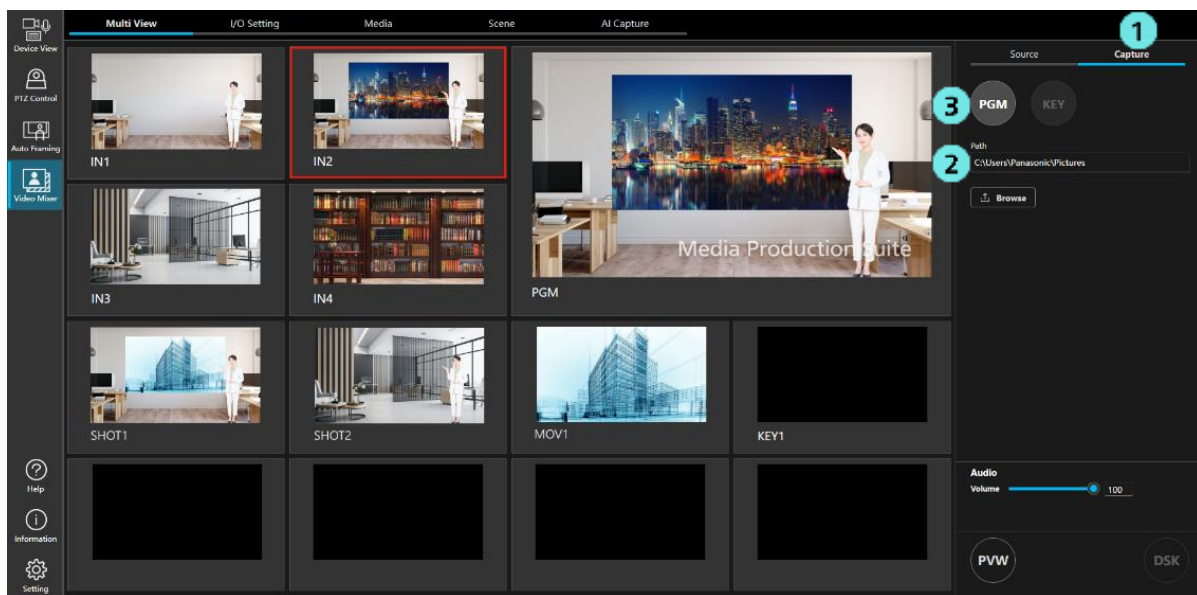 Multi View
I/O Setting
Media
Scene
AI Capture
Device View
PTZ Control
Auto Framing
Video Mixer
Help
Information
Setting
IN1
IN2
Media Production Suite
PGM
IN3
IN4
SHOT1
SHOT2
MOV1
KEY1
1
Source
Capture
3
PGM
KEY
Path
2
C:\Users\Panasonic\Pictures
Browse
Audio
Volume
100
PVW
DSK